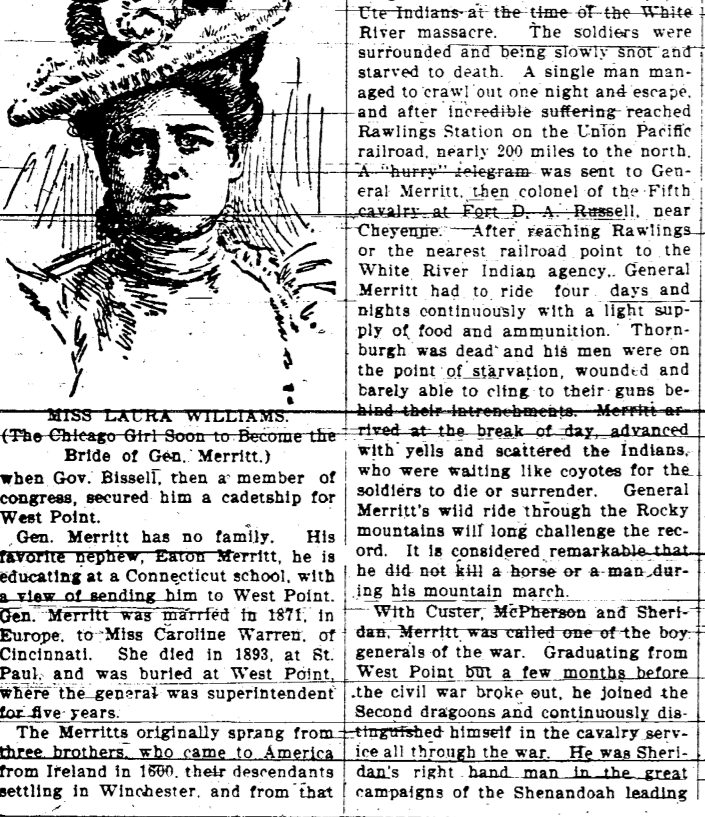 MISS LAURA WILLIAMS.
(The Chicago Girl Soon to Become the
Bride of Gen. Merritt.)
when Gov. Bissell, then a member of
congress, secured him a cadetship for
West Point.
Gen. Merritt has no family. His
favorite nephew, Eaton Merritt, he is
educating at a Connecticut school, with
a view of sending him to West Point.
Gen. Merritt was married in 1871, in
Europe, to Miss Caroline Warren, of
Cincinnati. She died in 1893, at St.
Paul, and was buried at West Point,
where the general was superintendent
for five years.
The Merritts originally sprang from
three brothers, who came to America
from Ireland in 1600, their descendants
settling in Winchester, and from that
Ute Indians at the time of the White
River massacre. The soldiers were
surrounded and being slowly shot and
starved to death. A single man man-
aged to crawl out one night and escape,
and after incredible suffering reached
Rawlings Station on the Union Pacific
railroad, nearly 200 miles to the north.
A "hurry" telegram was sent to Gen-
eral Merritt, then colonel of the Fifth
cavalry at Fort D. A. Russell, near
Cheyenne. After reaching Rawlings
or the nearest railroad point to the
White River Indian agency, General
Merritt had to ride four days and
nights continuously with a light sup-
ply of food and ammunition. Thorn-
burgh was dead and his men were on
the point of starvation, wounded and
barely able to cling to their guns be-
hind their intrenchments. Merritt ar-
rived at the break of day, advanced
with yells and scattered the Indians,
who were waiting like coyotes for the
soldiers to die or surrender. General
Merritt's wild ride through the Rocky
mountains will long challenge the rec-
ord. It is considered remarkable that
he did not kill a horse or a man dur-
ing his mountain march.
With Custer, McPherson and Sheri-
dan, Merritt was called one of the boy
generals of the war. Graduating from
West Point but a few months before
the civil war broke out, he joined the
Second dragoons and continuously dis-
tinguished himself in the cavalry serv-
ice all through the war. He was Sheri-
dan's right hand man in the great
campaigns of the Shenandoah leading